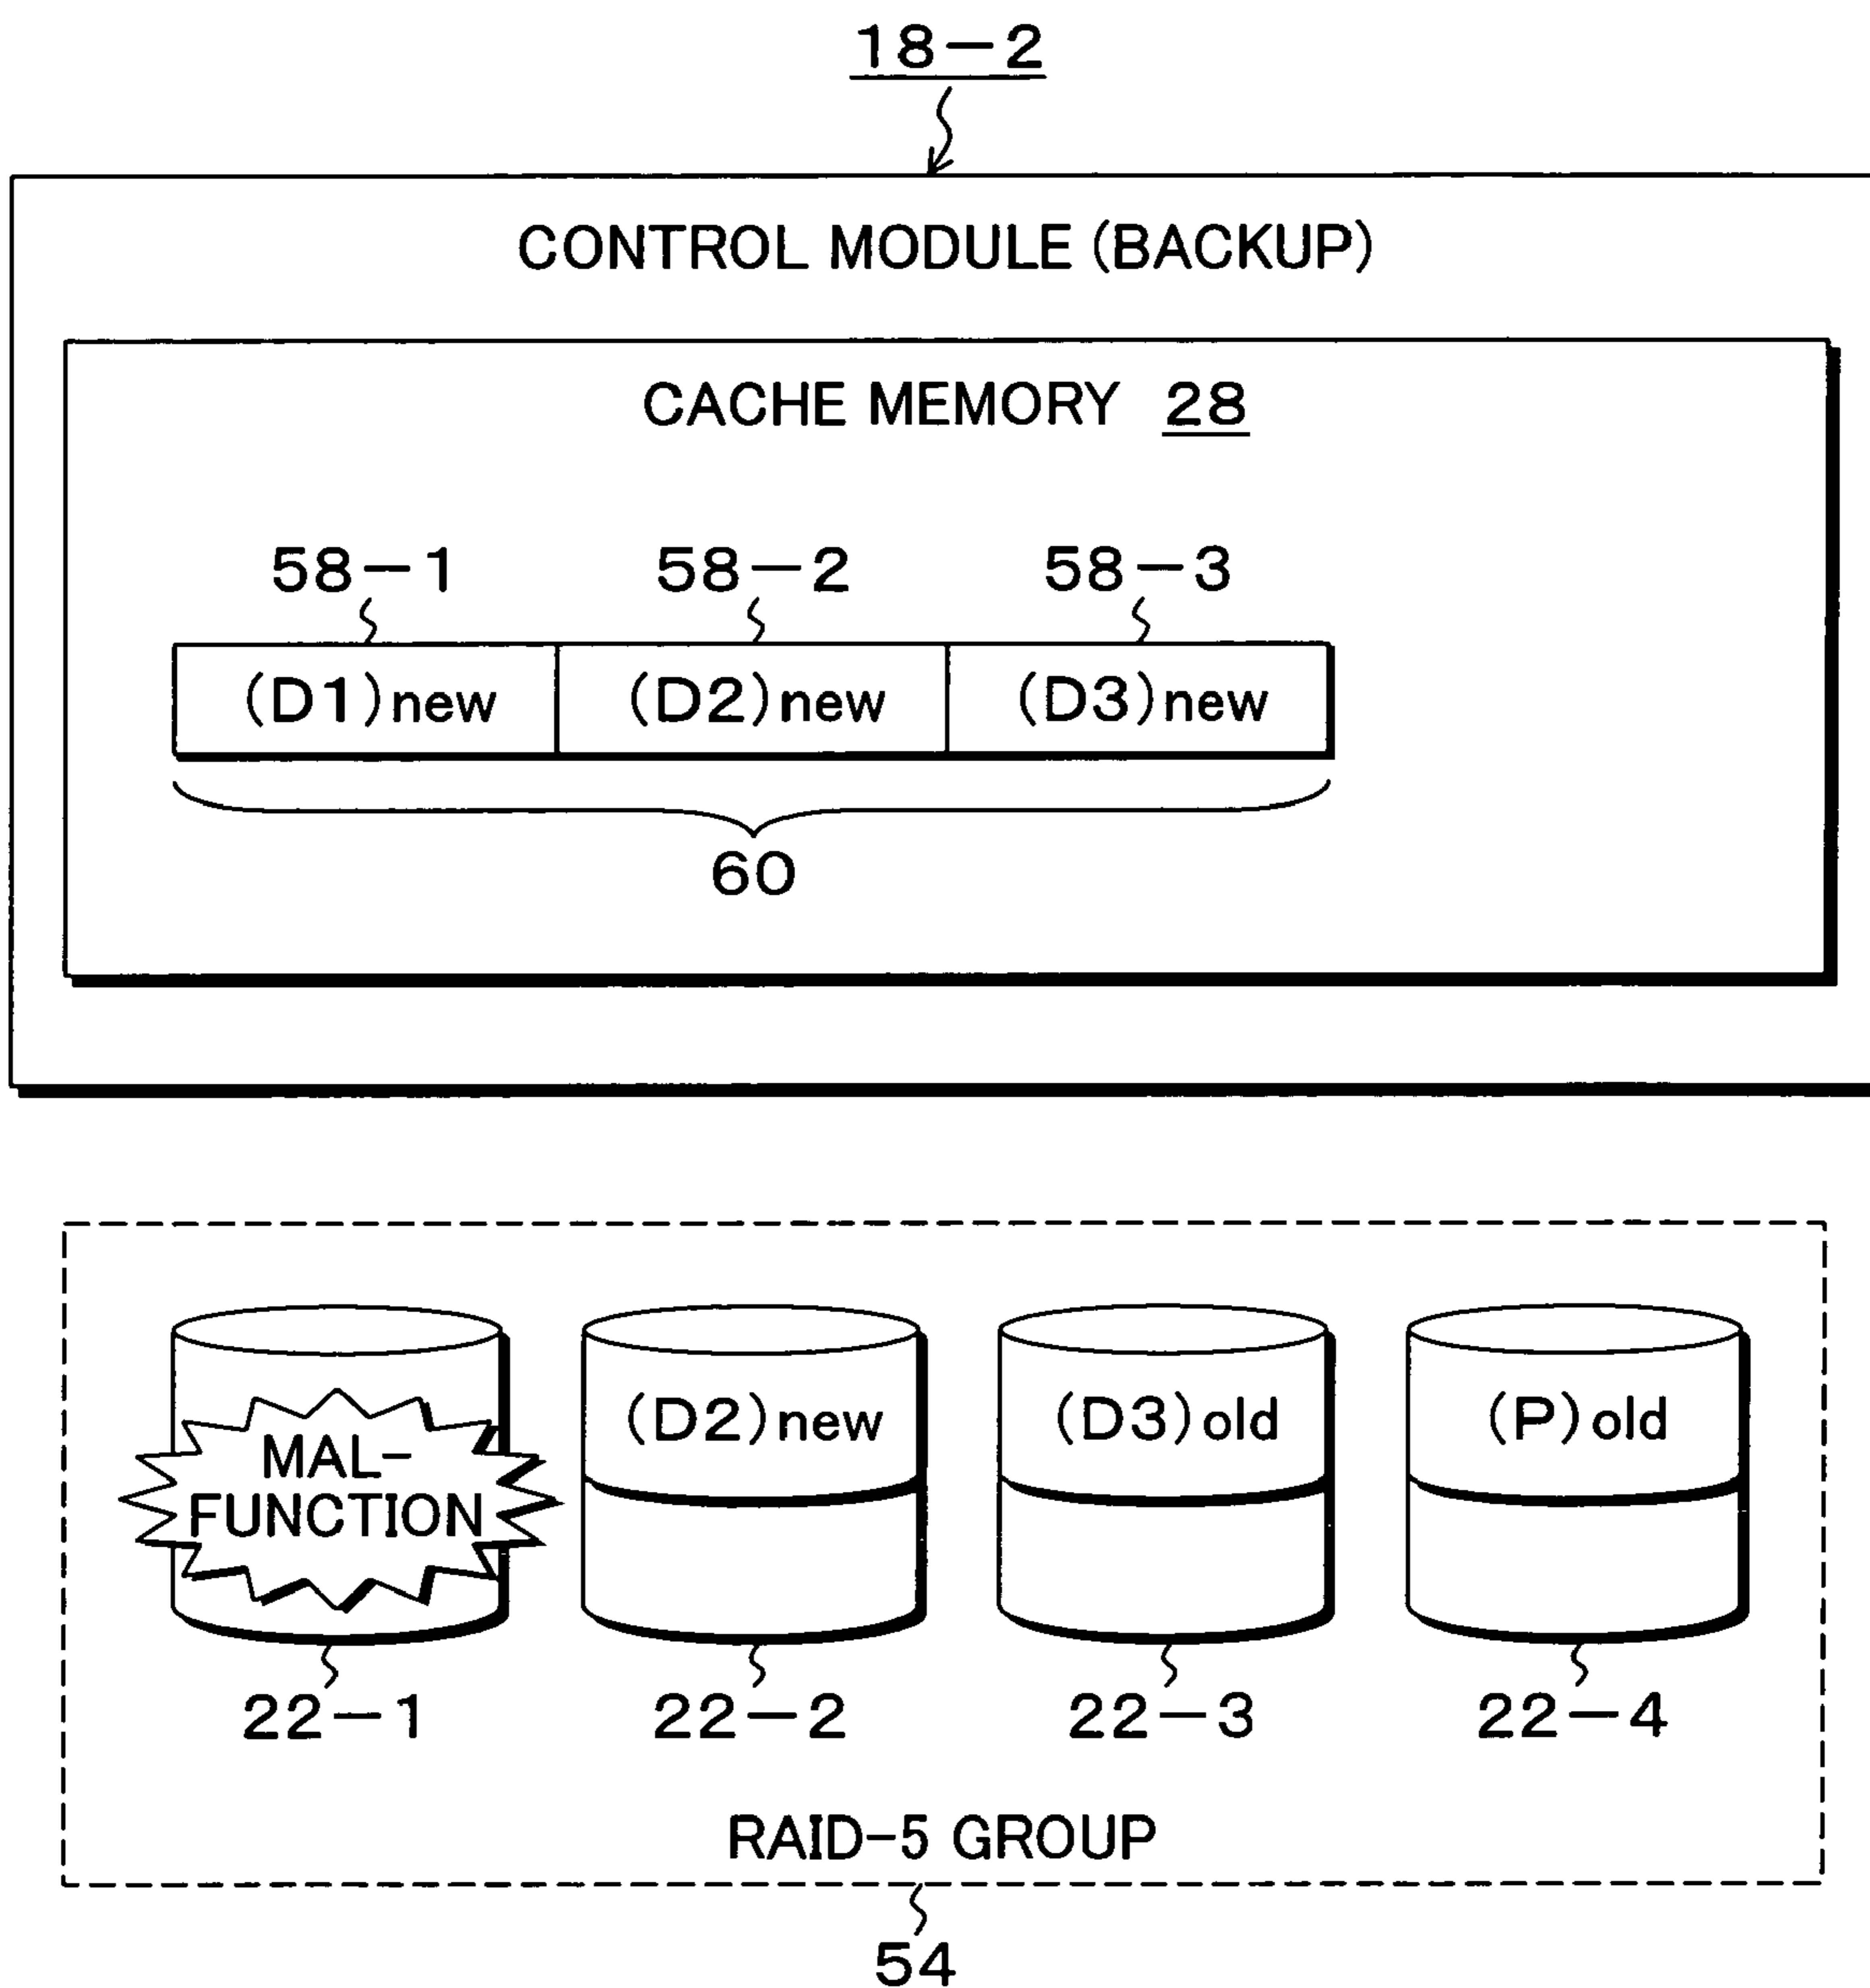 18-2
CONTROL MODULE (BACKUP)
CACHE MEMORY 28
58-1 58-2 58-3
(D1)new (D2)new (D3)new
60
MAL-
FUNCTION
(D2)new (D3)old (P)old
22-1 22-2 22-3 22-4
RAID-5 GROUP
54